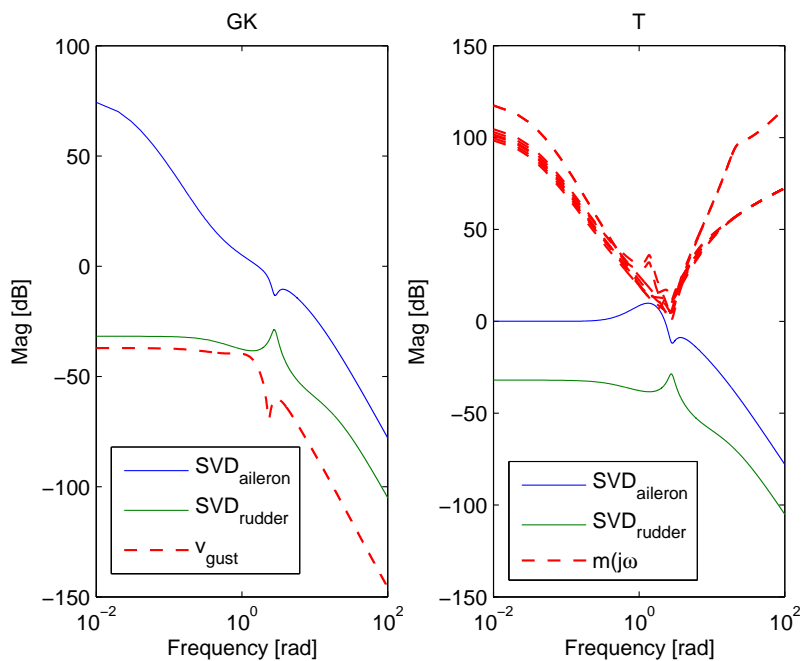 GK
100
50
0
−50
−100
−150
Mag [dB]
SVD_aileron
SVD_rudder
v_gust
10^−2
10^0
10^2
Frequency [rad]
T
150
100
50
0
−50
−100
−150
Mag [dB]
SVD_aileron
SVD_rudder
m(jω
10^−2
10^0
10^2
Frequency [rad]